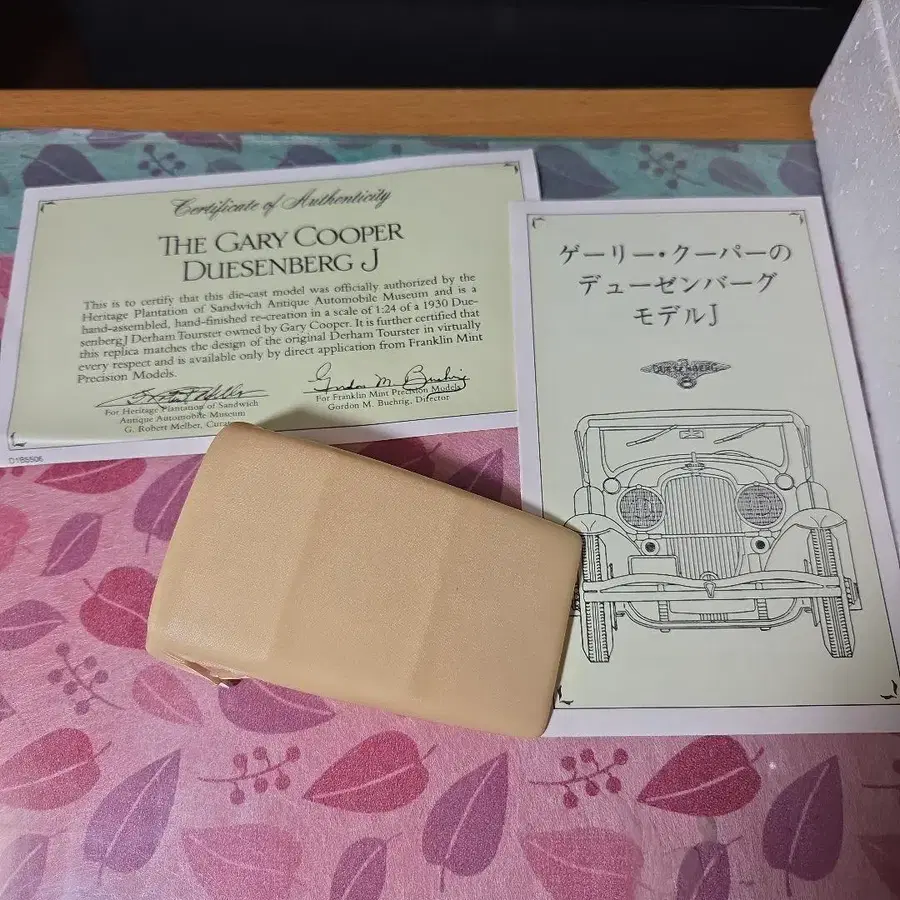 Certificate of Authenticity
THE GARY COOPER
DUESENBERG J
This is to certify that this die-cast model was officially authorized by the
Heritage Plantation of Sandwich Antique Automobile Museum and is a
hand-assembled, hand-finished re-creation in a scale of 1:24 of a 1930 Due-
senberg J Derham Tourster owned by Gary Cooper. It is further certified that
this replica matches the design of the original Derham Tourster in virtually
every respect and is available only by direct application from Franklin Mint
Precision Models.
For Heritage Plantation of Sandwich
Antique Automobile Museum
G. Robert Melber,
Gordon M. Buehrig
For Franklin Mint Precision Models
Gordon M. Buehrig, Director
D1B5506
ゲーリー・クーパーの
デューゼンバーグ
モデルJ
DUESENBERG